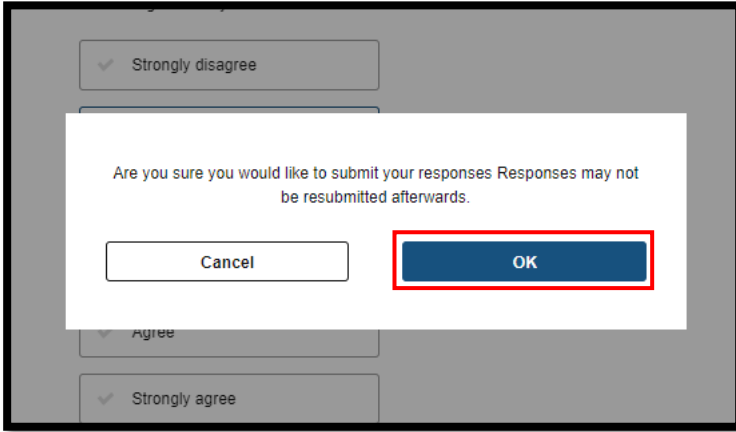 Strongly disagree
Are you sure you would like to submit your responses Responses may not
be resubmitted afterwards.
Cancel
OK
Agree
Strongly agree